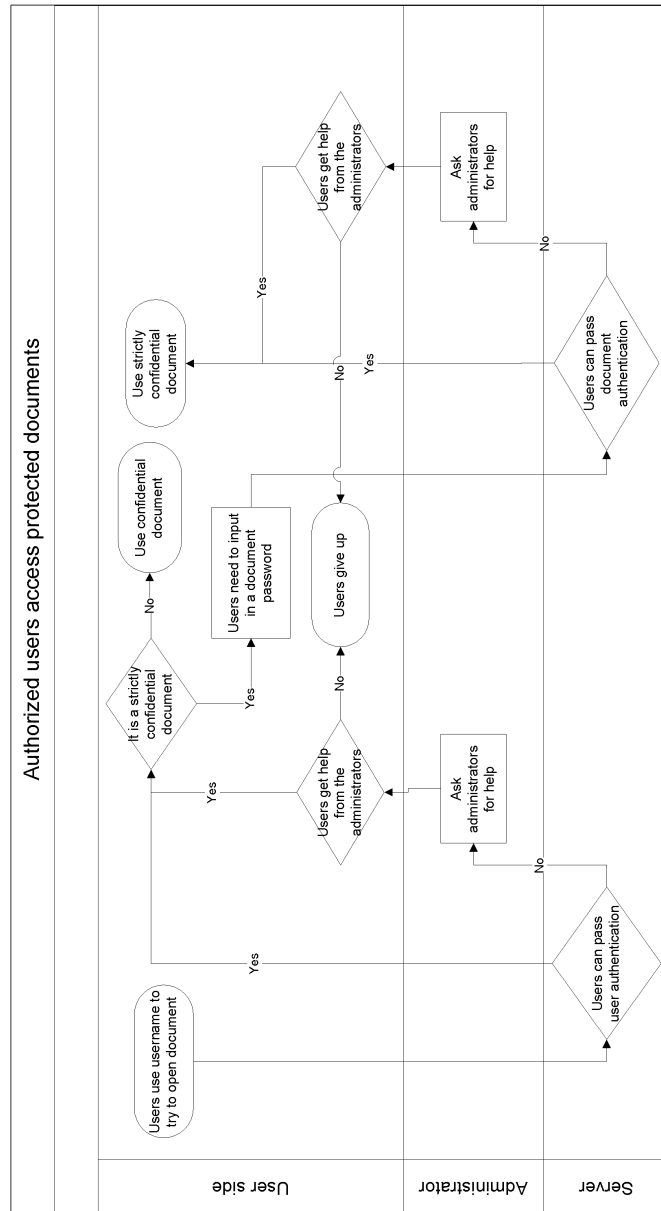 Authorized users access protected documents
User side
Administrator
Server
Users use username to
try to open document
Users can pass
user authentication
Yes
No
Ask
administrators
for help
Users get help
from the
administrators
Yes
No
It is a strictly
confidential
document
No
Yes
Use confidential
document
Users need to input
in a document
password
Users give up
Users can pass
document
authentication
Yes
No
Ask
administrators
for help
Users get help
from the
administrators
Yes
No
Use strictly
confidential
document